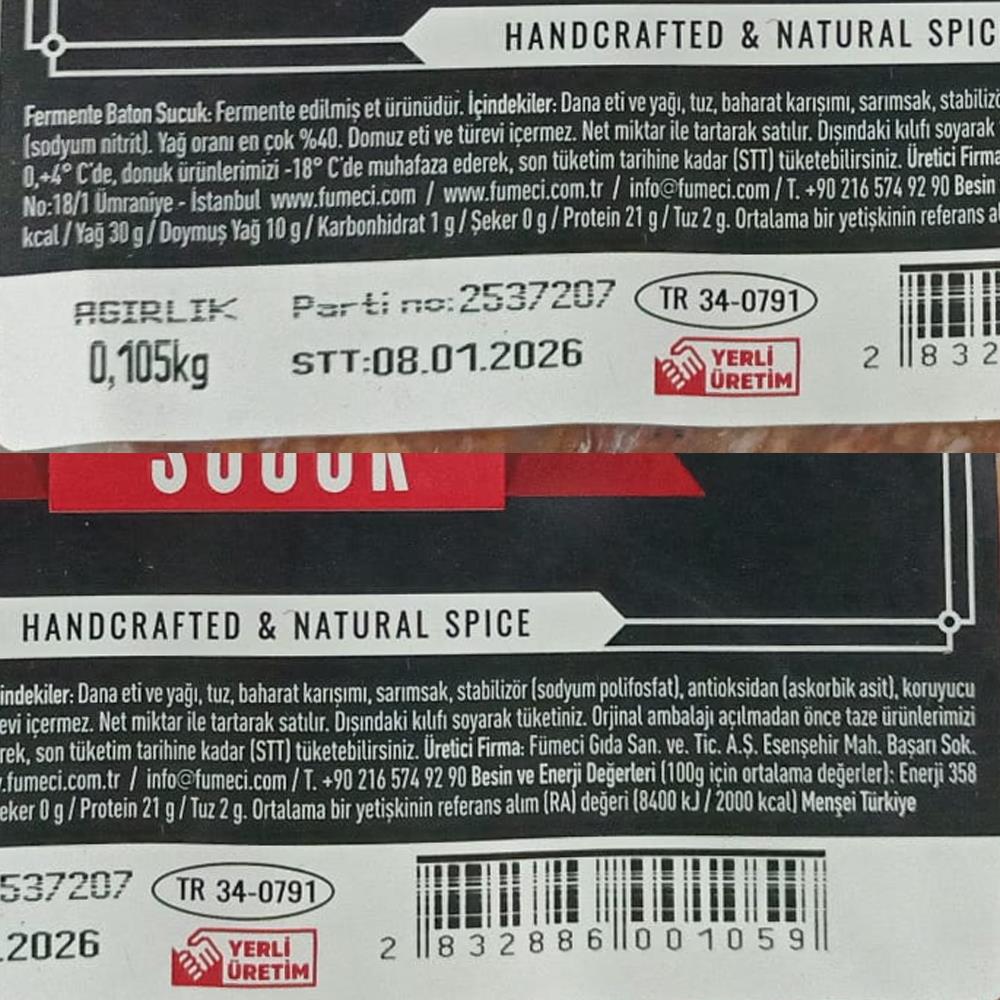 HANDCRAFTED & NATURAL SPIC
Fermente Baton Sucuk: Fermente edilmiş et ürünüdür. İçindekiler: Dana eti ve yağı, tuz, baharat karışımı, sarımsak, stabilizö
(sodyum nitrit). Yağ oranı en çok %40. Domuz eti ve türevi içermez. Net miktar ile tartarak satılır. Dışındaki kılıfı soyarak
0,+4° C'de, donuk ürünlerimizi -18° C'de muhafaza ederek, son tüketim tarihine kadar (STT) tüketebilirsiniz. Üretici Firma
No:18/1 Ümraniye - İstanbul www.fumeci.com / www.fumeci.com.tr / info@fumeci.com / T. +90 216 574 92 90 Besin
kcal / Yağ 30 g / Doymuş Yağ 10 g / Karbonhidrat 1 g / Şeker 0 g / Protein 21 g / Tuz 2 g. Ortalama bir yetişkinin referans al
AGIRLIK
0,105kg
Parti no:2537207
STT:08.01.2026
TR 34-0791
YERLİ
ÜRETİM
2 832
SUCUK
HANDCRAFTED & NATURAL SPICE
indekiler: Dana eti ve yağı, tuz, baharat karışımı, sarımsak, stabilizör (sodyum polifosfat), antioksidan (askorbik asit), koruyucu
evi içermez. Net miktar ile tartarak satılır. Dışındaki kılıfı soyarak tüketiniz. Orjinal ambalajı açılmadan önce taze ürünlerimizi
rek, son tüketim tarihine kadar (STT) tüketebilirsiniz. Üretici Firma: Fümeci Gıda San. ve. Tic. A.Ş. Esenşehir Mah. Başarı Sok.
.fumeci.com.tr / info@fumeci.com / T. +90 216 574 92 90 Besin ve Enerji Değerleri (100g için ortalama değerler): Enerji 358
eker 0 g / Protein 21 g / Tuz 2 g. Ortalama bir yetişkinin referans alım (RA) değeri (8400 kJ / 2000 kcal) Menşei Türkiye
537207
.2026
TR 34-0791
YERLİ
ÜRETİM
2 832886 001059